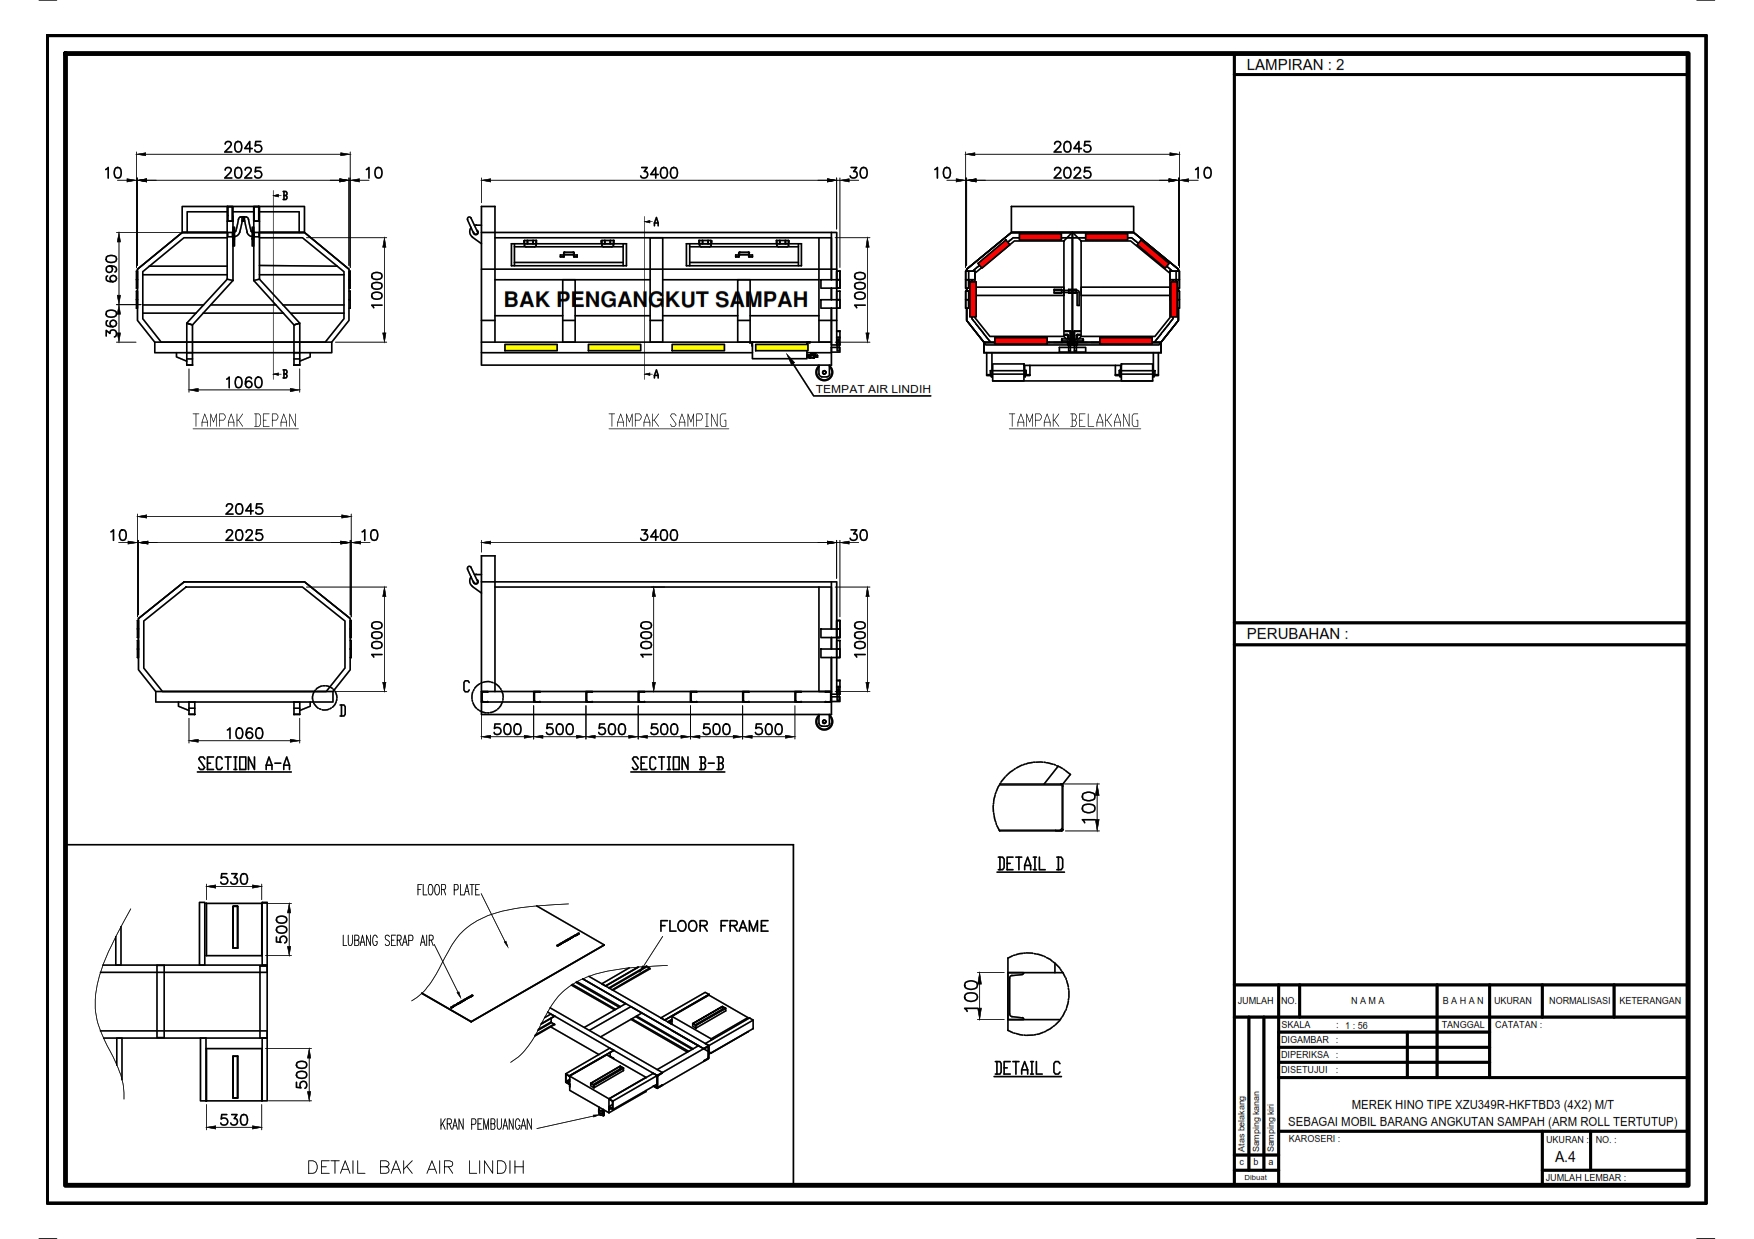 LAMPIRAN : 2
2045
10
2025
10
B
690
360
1000
B
1060
TAMPAK DEPAN
3400
30
A
1000
BAK PENGANGKUT SAMPAH
A
TEMPAT AIR LINDIH
TAMPAK SAMPING
2045
10
2025
10
TAMPAK BELAKANG
2045
10
2025
10
1000
D
1060
SECTION A-A
3400
30
1000
1000
C
500
500
500
500
500
500
SECTION B-B
100
DETAIL D
100
DETAIL C
530
500
500
530
FLOOR PLATE
LUBANG SERAP AIR
FLOOR FRAME
KRAN PEMBUANGAN
DETAIL BAK AIR LINDIH
PERUBAHAN :
JUMLAH
NO.
N A M A
B A H A N
UKURAN
NORMALISASI
KETERANGAN
SKALA : 1 : 56
TANGGAL
CATATAN :
DIGAMBAR :
DIPERIKSA :
DISETUJUI :
Atas belakang
Samping kanan
Samping kiri
c
b
a
Dibuat
MEREK HINO TIPE XZU349R-HKFTBD3 (4X2) M/T
SEBAGAI MOBIL BARANG ANGKUTAN SAMPAH (ARM ROLL TERTUTUP)
KAROSERI :
UKURAN :
NO. :
A.4
JUMLAH LEMBAR :